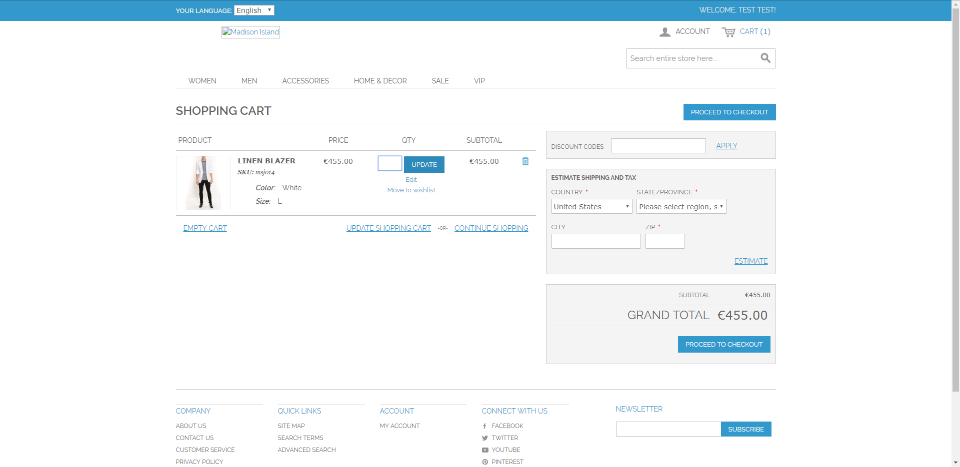 YOUR LANGUAGE: English
WELCOME, TEST TEST!
Madison Island
ACCOUNT
CART (1)
Search entire store here...
WOMEN MEN ACCESSORIES HOME & DECOR SALE VIP
SHOPPING CART
PROCEED TO CHECKOUT
PRODUCT PRICE QTY SUBTOTAL
LINEN BLAZER €455.00 UPDATE €455.00
SKU: msj014
Edit
Move to wishlist
Color: White
Size: L
EMPTY CART UPDATE SHOPPING CART -OR- CONTINUE SHOPPING
DISCOUNT CODES APPLY
ESTIMATE SHIPPING AND TAX
COUNTRY * STATE/PROVINCE *
United States Please select region, s
CITY ZIP *
ESTIMATE
SUBTOTAL €455.00
GRAND TOTAL €455.00
PROCEED TO CHECKOUT
COMPANY
ABOUT US
CONTACT US
CUSTOMER SERVICE
PRIVACY POLICY
QUICK LINKS
SITE MAP
SEARCH TERMS
ADVANCED SEARCH
ACCOUNT
MY ACCOUNT
CONNECT WITH US
FACEBOOK
TWITTER
YOUTUBE
PINTEREST
NEWSLETTER
SUBSCRIBE